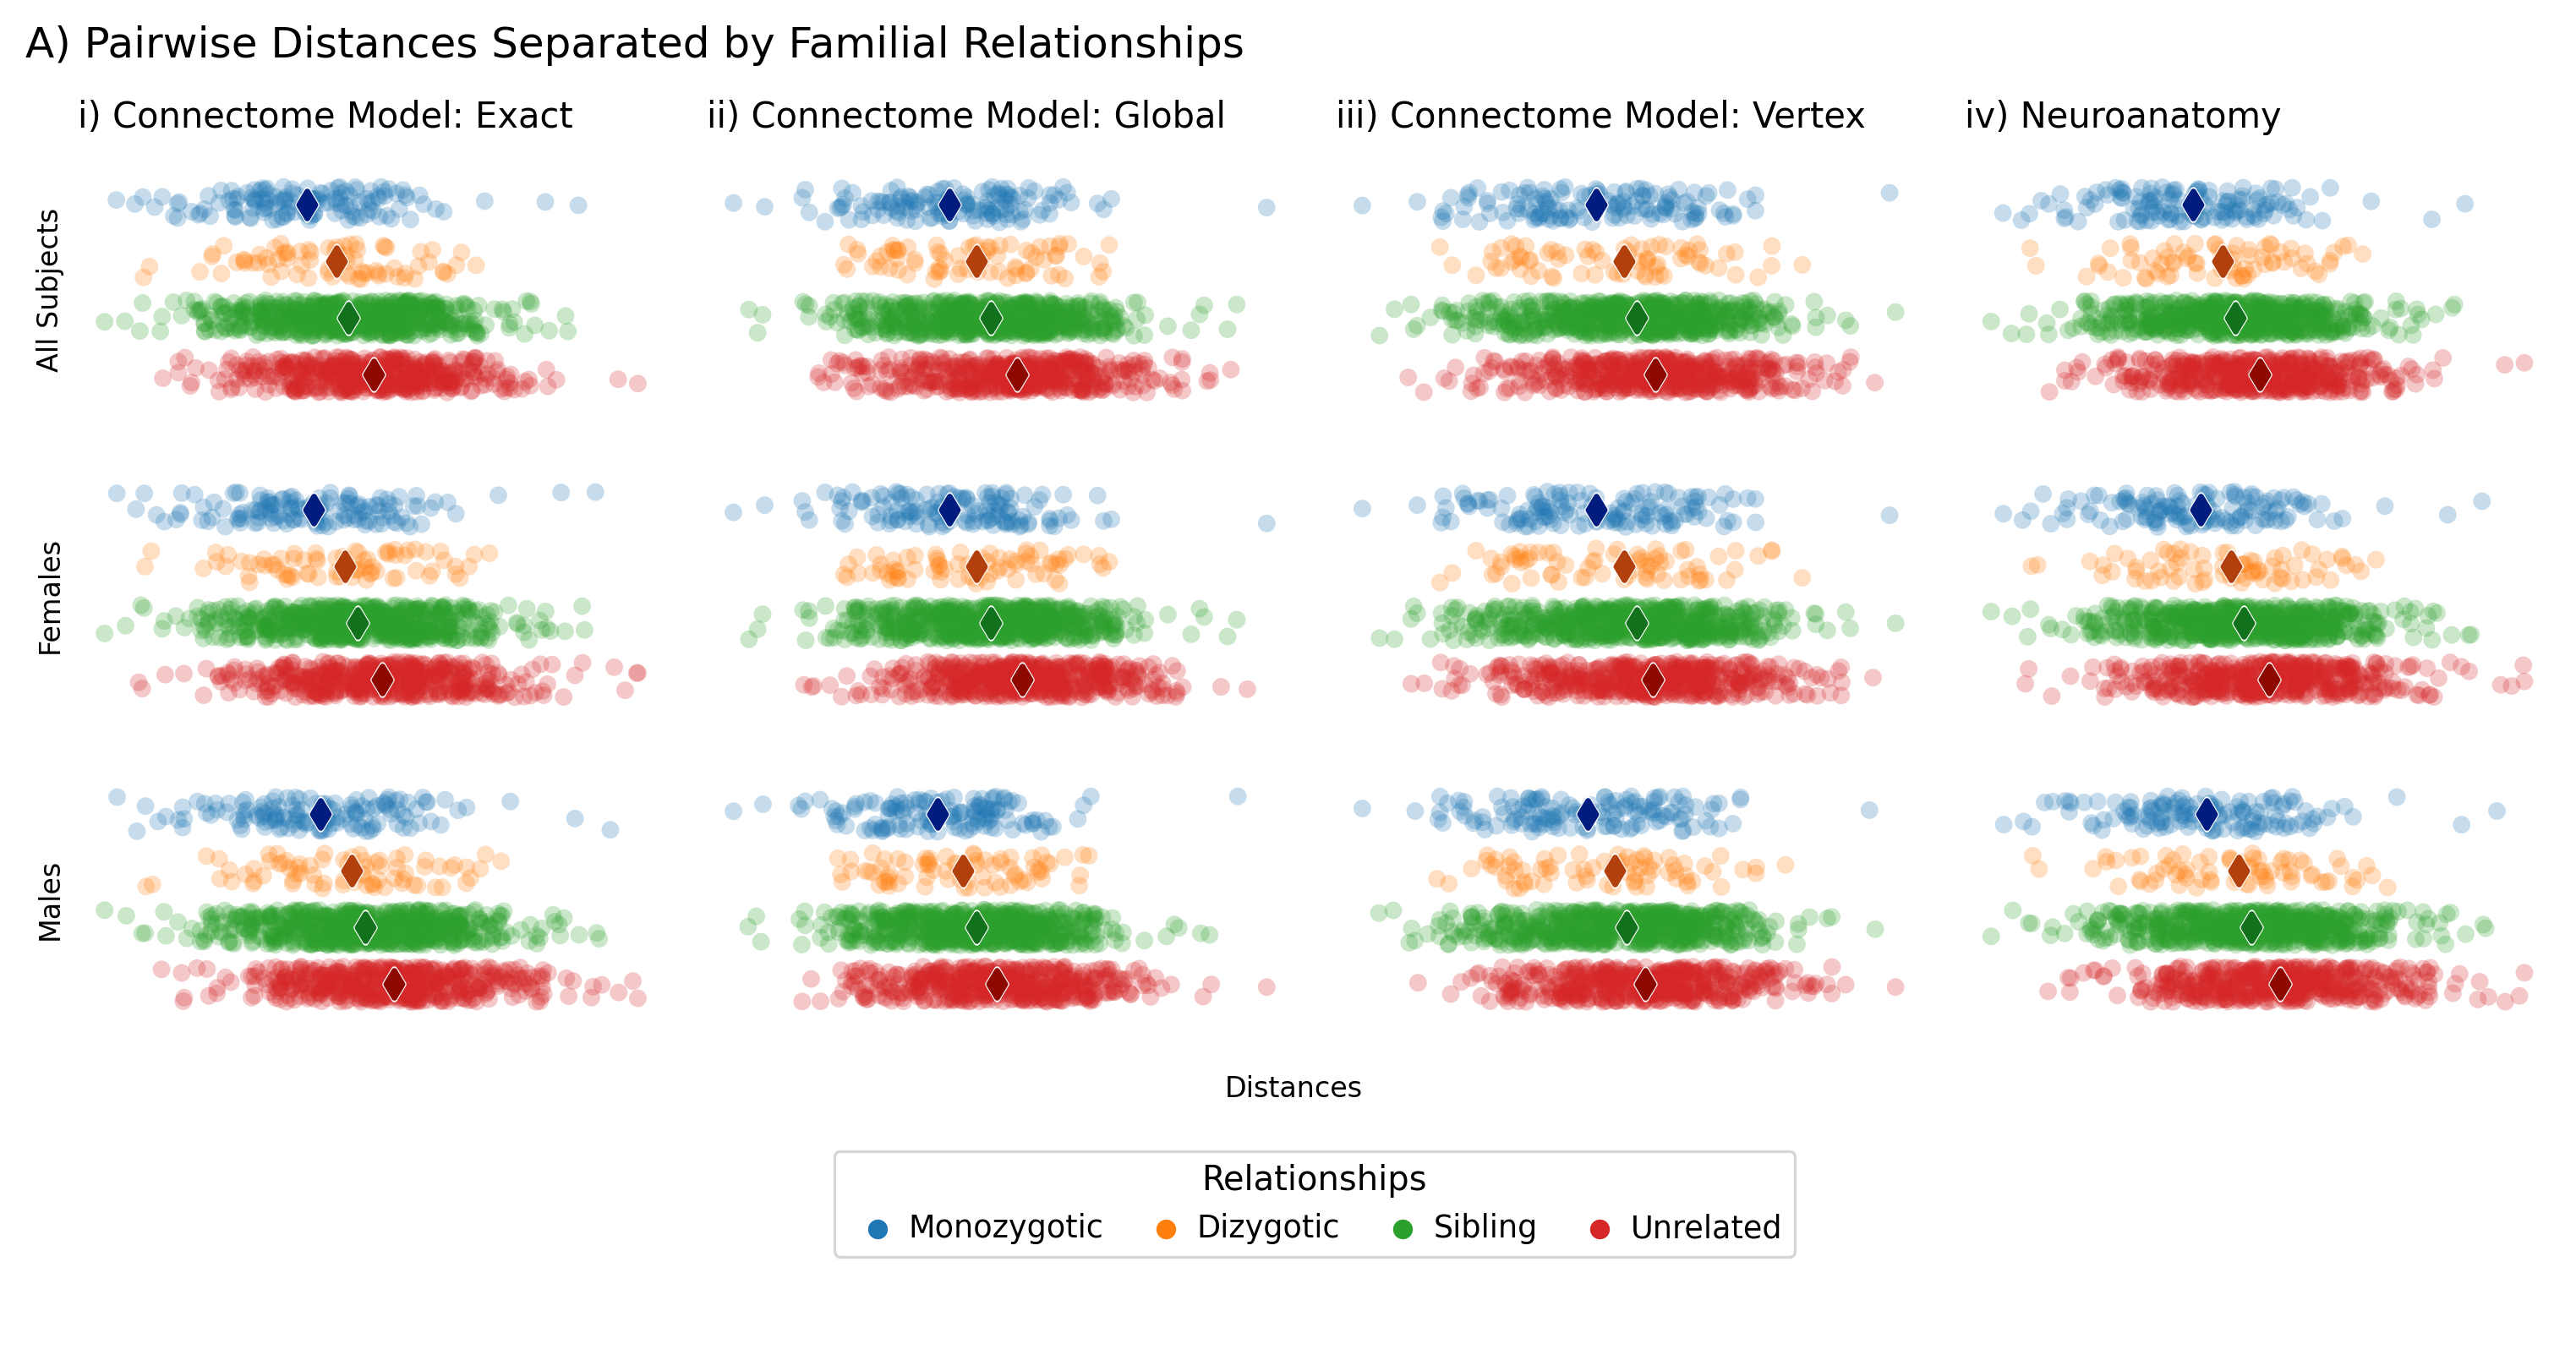 A) Pairwise Distances Separated by Familial Relationships
i) Connectome Model: Exact
ii) Connectome Model: Global
iii) Connectome Model: Vertex
iv) Neuroanatomy
All Subjects
Females
Males
Distances
Relationships
Monozygotic
Dizygotic
Sibling
Unrelated